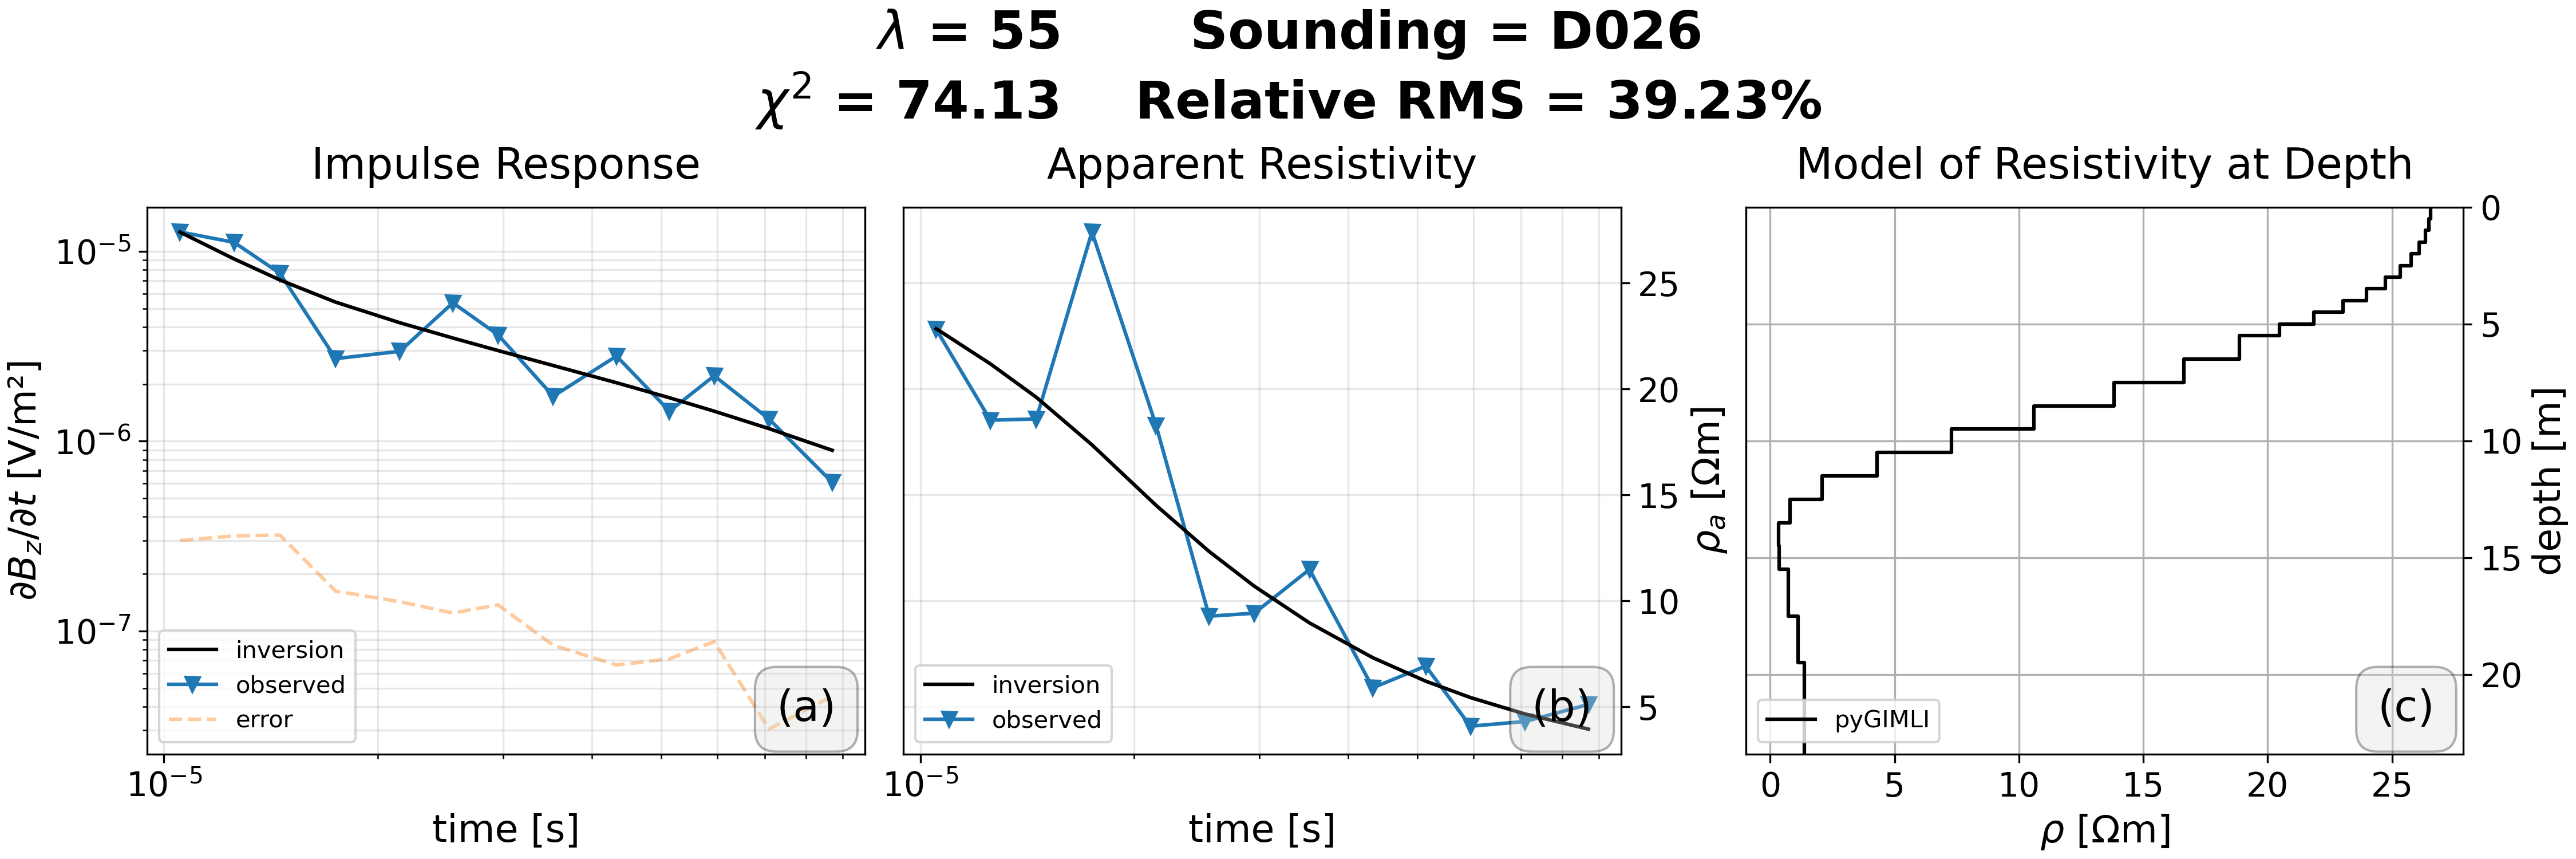 λ = 55 Sounding = D026
χ² = 74.13 Relative RMS = 39.23%
Impulse Response
∂B_z/∂t [V/m²]
10⁻⁵
10⁻⁶
10⁻⁷
inversion
observed
error
(a)
10⁻⁵
time [s]
Apparent Resistivity
25
20
15
10
5
ρ_a [Ωm]
inversion
observed
(b)
10⁻⁵
time [s]
Model of Resistivity at Depth
0
5
10
15
20
depth [m]
pyGIMLI
(c)
0 5 10 15 20 25
ρ [Ωm]